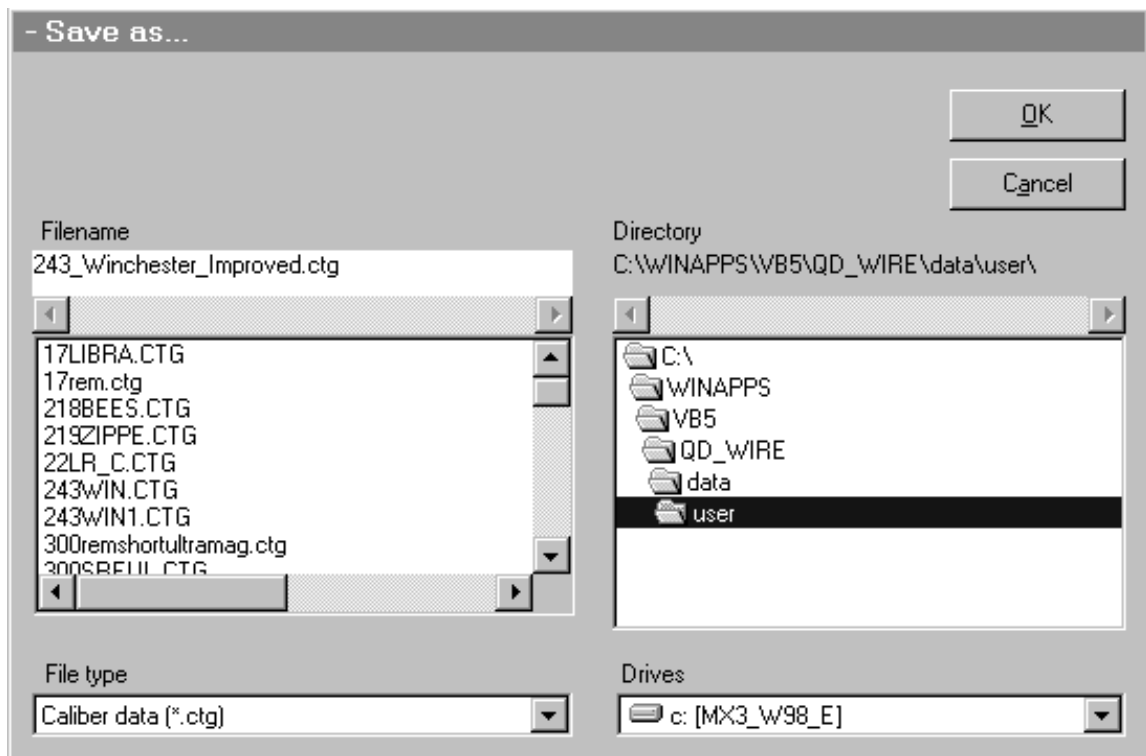 - Save as...
OK
Cancel
Filename
243_Winchester_Improved.ctg
17LIBRA.CTG
17rem.ctg
218BEES.CTG
219ZIPPE.CTG
22LR_C.CTG
243WIN.CTG
243WIN1.CTG
300remshortultramag.ctg
Directory
C:\WINAPPS\VB5\QD_WIRE\data\user\
C:\
WINAPPS
VB5
QD_WIRE
data
user
File type
Caliber data (*.ctg)
Drives
c: [MX3_W98_E]